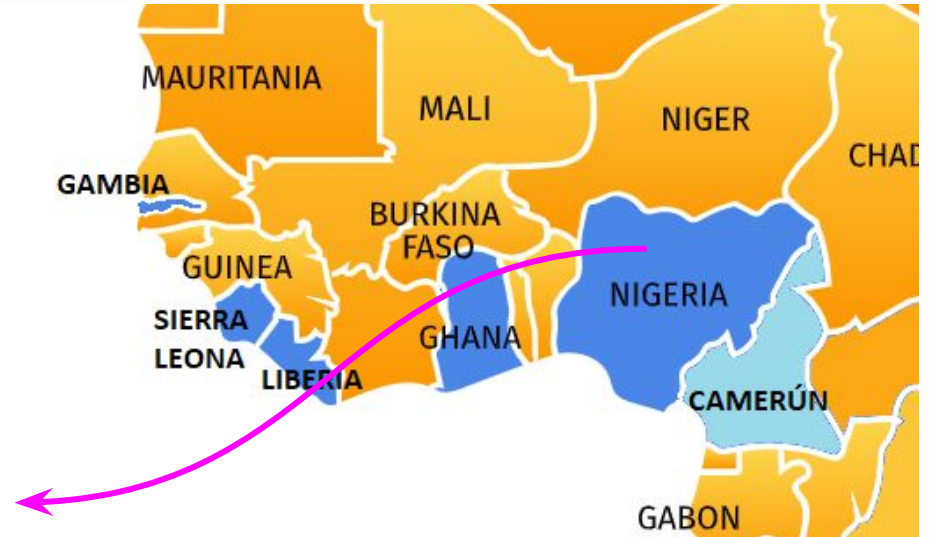 MAURITANIA
MALI
NIGER
CHAD
GAMBIA
BURKINA
FASO
GUINEA
NIGERIA
SIERRA
LEONA
GHANA
LIBERIA
CAMERÚN
GABON